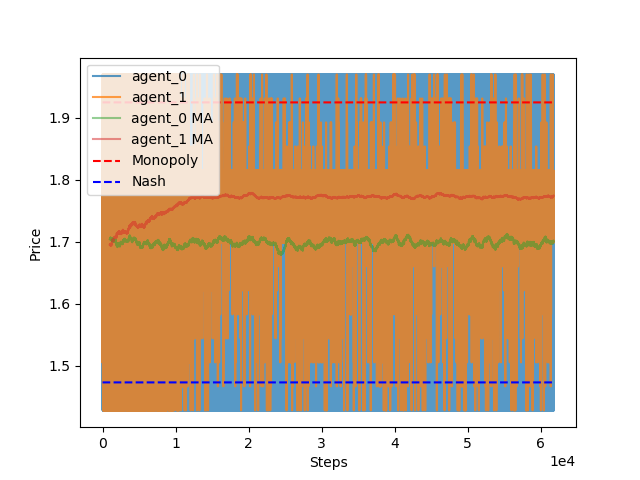 agent_0
agent_1
agent_0 MA
agent_1 MA
Monopoly
Nash
Price
1.9
1.8
1.7
1.6
1.5
0 1 2 3 4 5 6
1e4
Steps